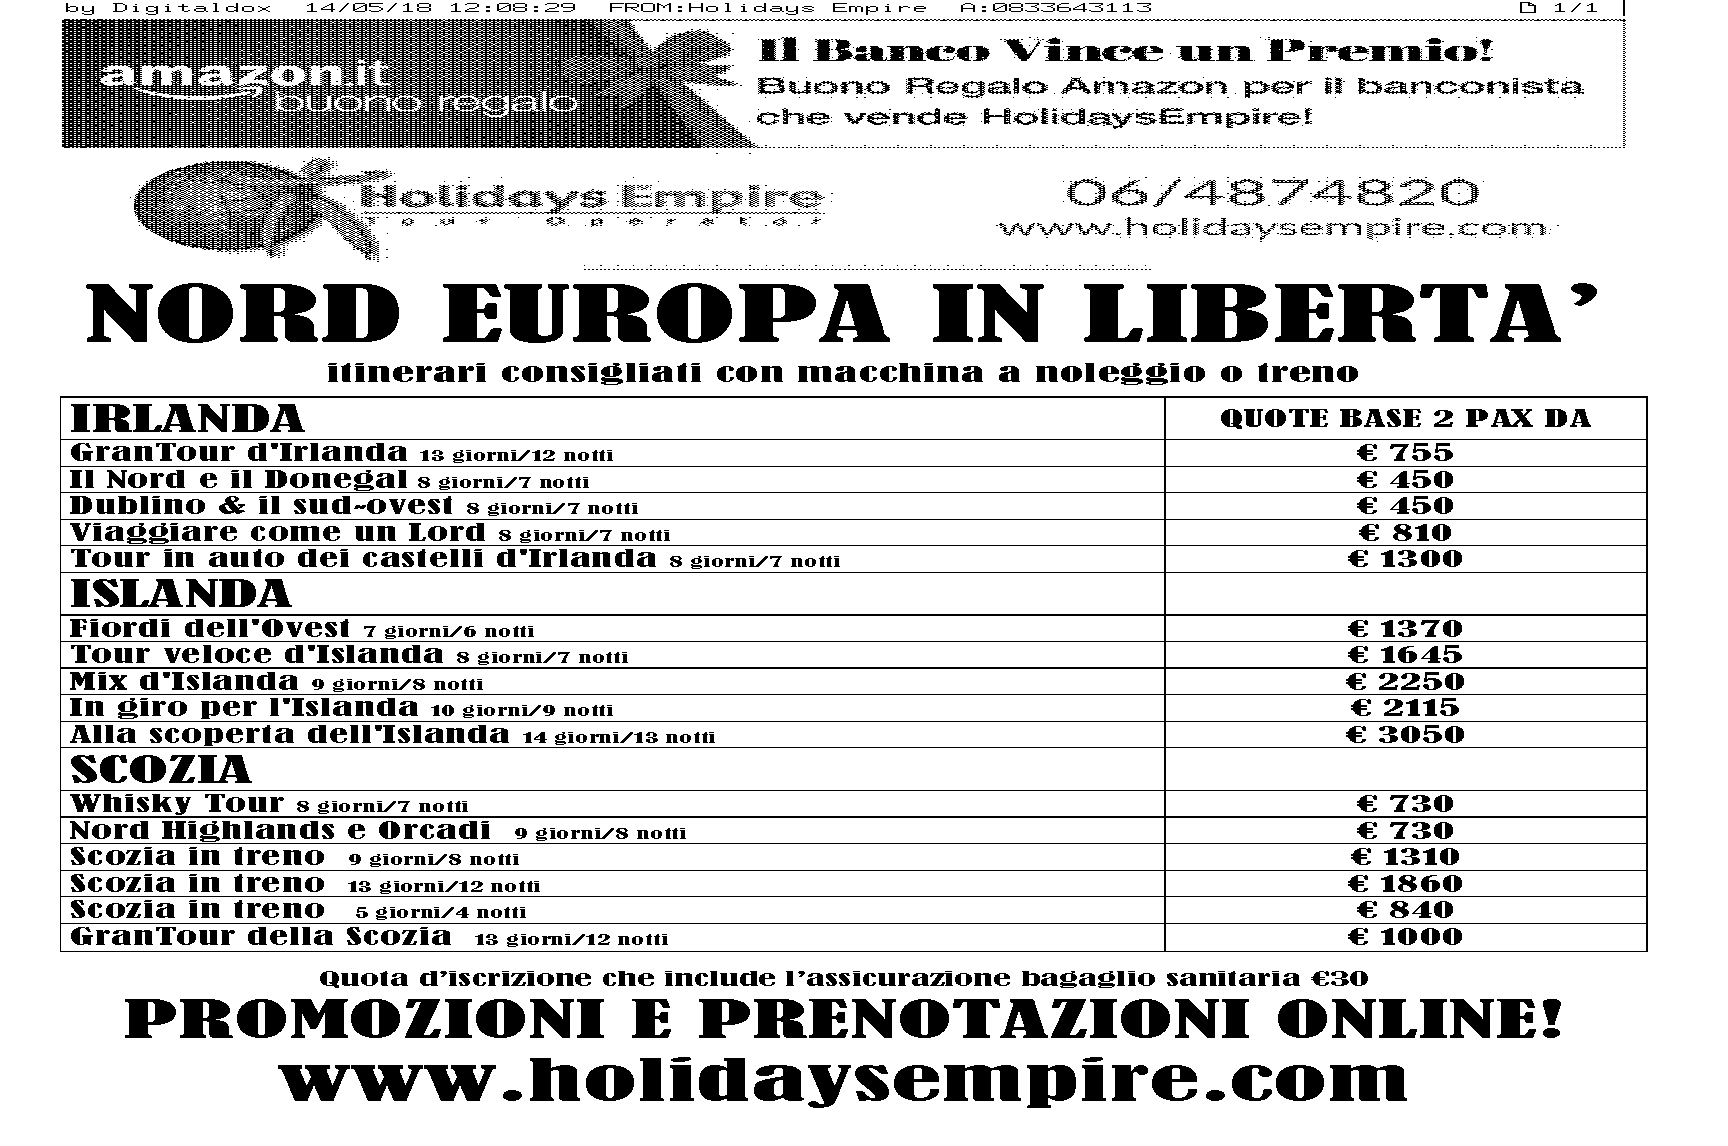 by Digitaldox 14/05/18 12:08:29 FROM:Holidays Empire A:0833643113 1/1
amazon.it
buono regalo
Il Banco Vince un Premio!
Buono Regalo Amazon per il banconista
che vende HolidaysEmpire!
Holidays Empire
Tour Operator
06/4874820
www.holidaysempire.com
NORD EUROPA IN LIBERTA’
itinerari consigliati con macchina a noleggio o treno
IRLANDA QUOTE BASE 2 PAX DA
GranTour d'Irlanda 13 giorni/12 notti € 755
Il Nord e il Donegal 8 giorni/7 notti € 450
Dublino & il sud~ovest 8 giorni/7 notti € 450
Viaggiare come un Lord 8 giorni/7 notti € 810
Tour in auto dei castelli d'Irlanda 8 giorni/7 notti € 1300
ISLANDA
Fiordi dell'Ovest 7 giorni/6 notti € 1370
Tour veloce d'Islanda 8 giorni/7 notti € 1645
Mix d'Islanda 9 giorni/8 notti € 2250
In giro per l'Islanda 10 giorni/9 notti € 2115
Alla scoperta dell'Islanda 14 giorni/13 notti € 3050
SCOZIA
Whisky Tour 8 giorni/7 notti € 730
Nord Highlands e Orcadi 9 giorni/8 notti € 730
Scozia in treno 9 giorni/8 notti € 1310
Scozia in treno 13 giorni/12 notti € 1860
Scozia in treno 5 giorni/4 notti € 840
GranTour della Scozia 13 giorni/12 notti € 1000
Quota d’iscrizione che include l’assicurazione bagaglio sanitaria €30
PROMOZIONI E PRENOTAZIONI ONLINE!
www.holidaysempire.com